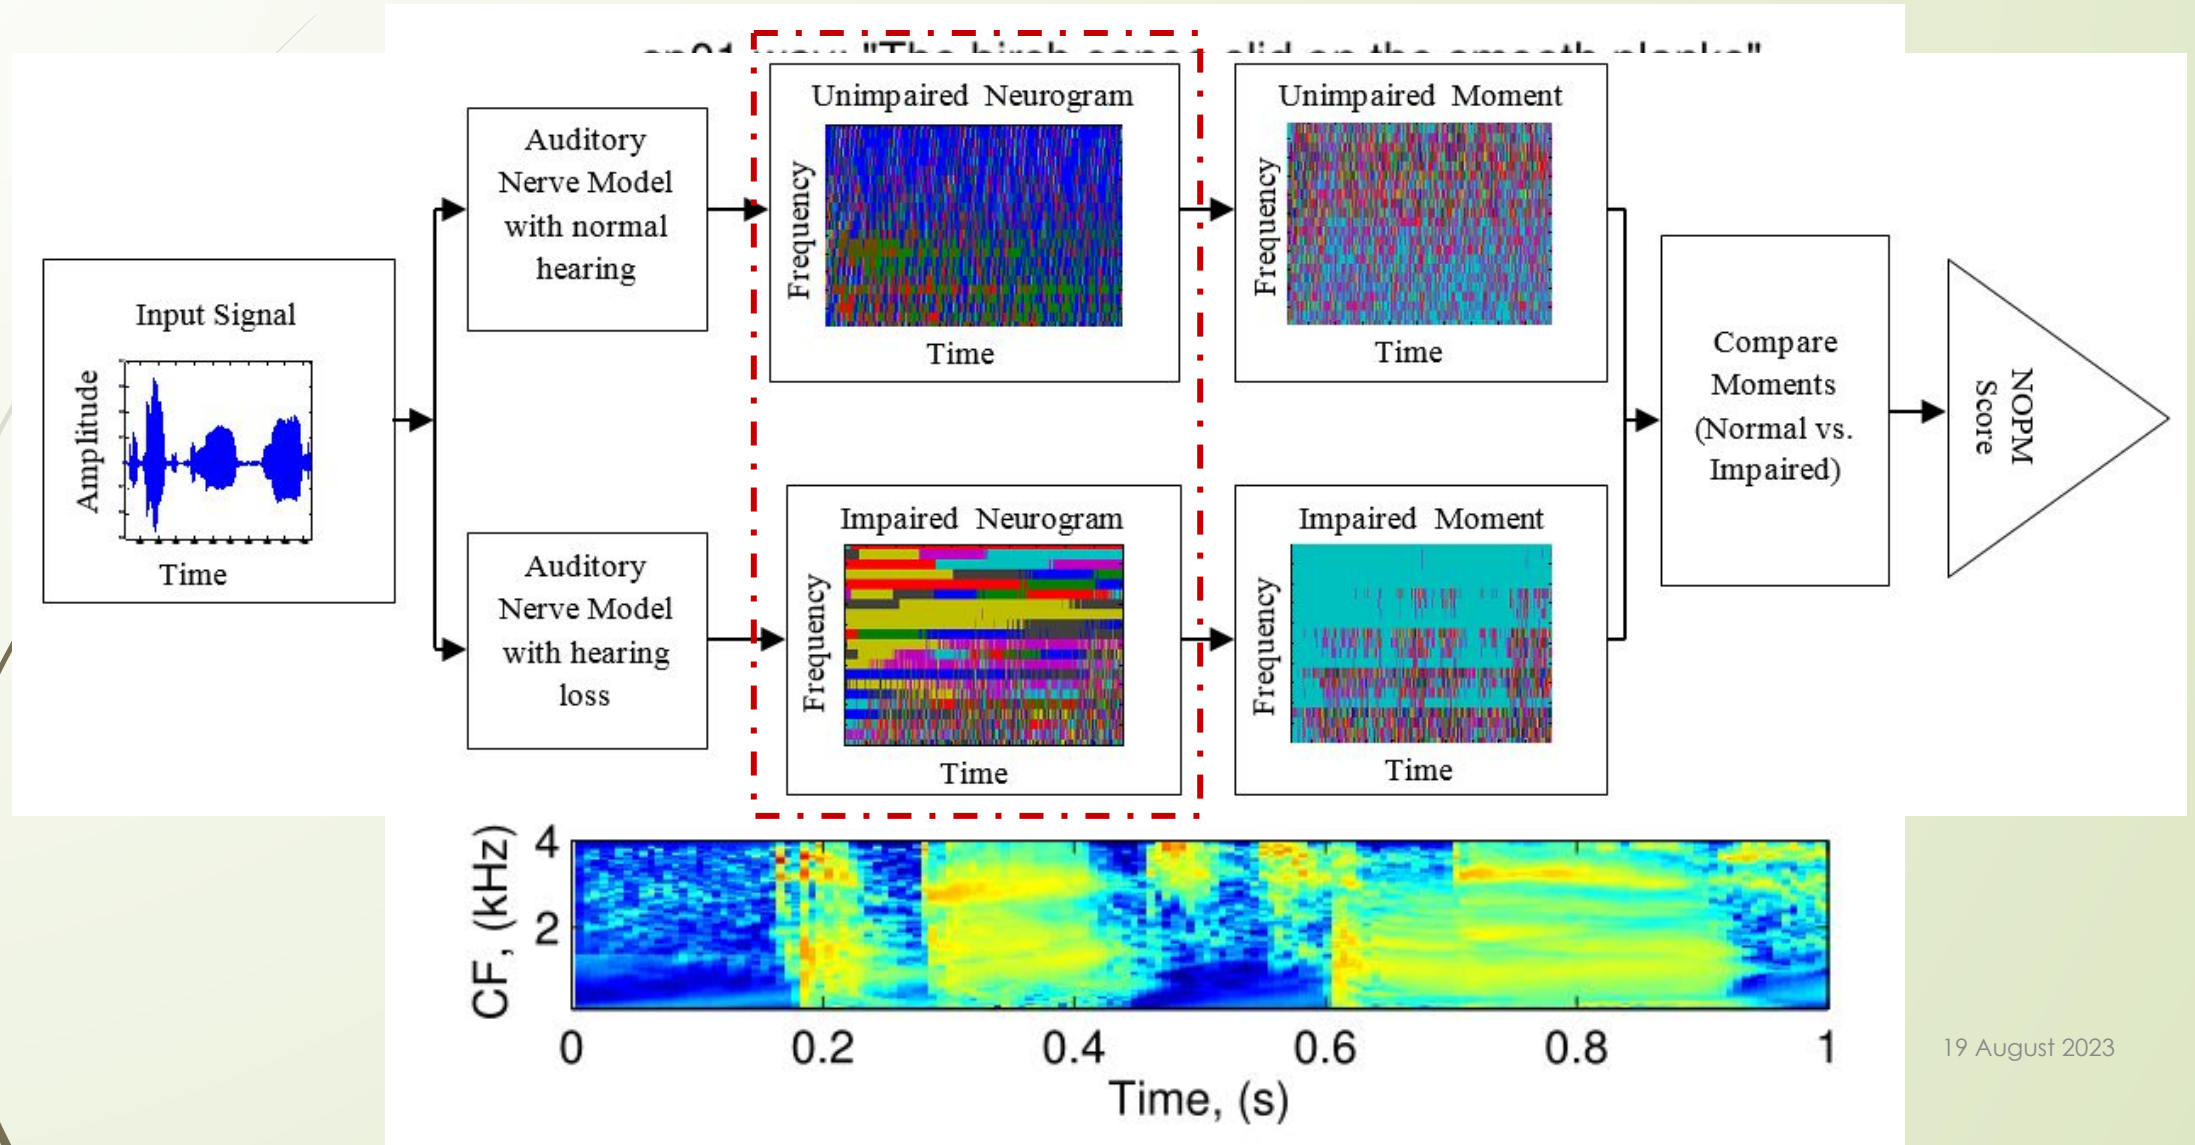 Input Signal
Amplitude
Time
Auditory
Nerve Model
with normal
hearing
Auditory
Nerve Model
with hearing
loss
Unimpaired Neurogram
Frequency
Time
Impaired Neurogram
Frequency
Time
Unimpaired Moment
Frequency
Time
Impaired Moment
Frequency
Time
Compare
Moments
(Normal vs.
Impaired)
NOPM
Score
CF, (kHz)
4
2
0 0.2 0.4 0.6 0.8 1
Time, (s)
19 August 2023